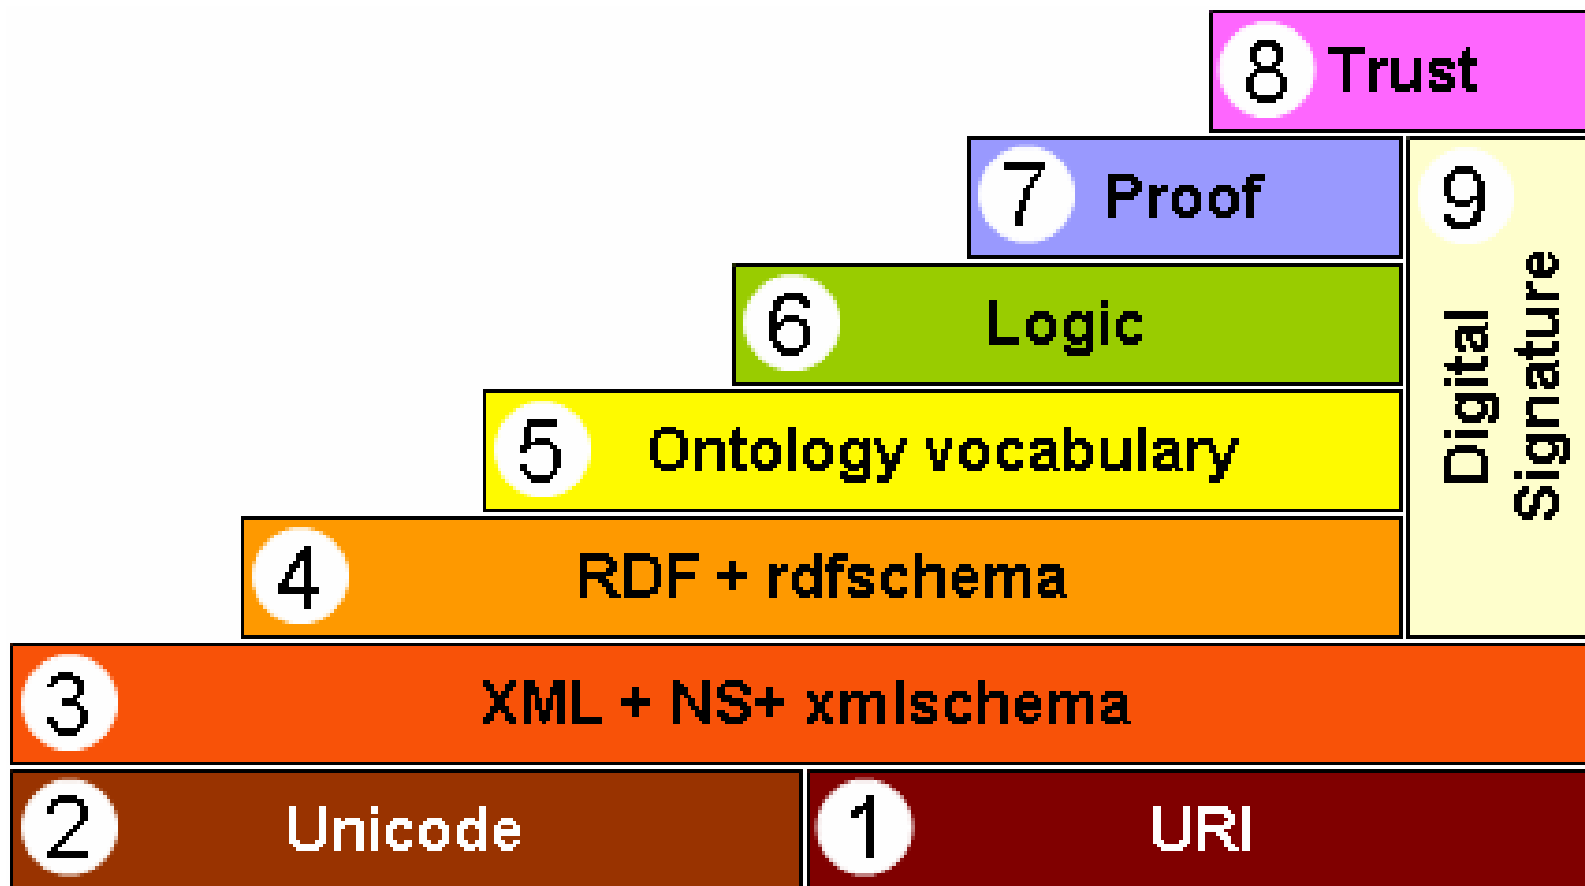 8 Trust
7 Proof
9
Digital
Signature
6 Logic
5 Ontology vocabulary
4 RDF + rdfschema
3 XML + NS+ xmlschema
2 Unicode
1 URI